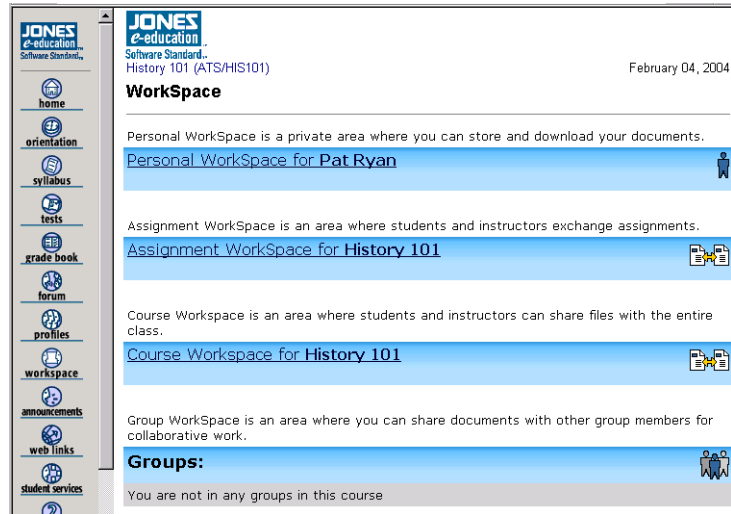 JONES
e-education
Software Standard™
home
orientation
syllabus
tests
grade book
forum
profiles
workspace
announcements
web links
student services
JONES
e-education
Software Standard™
History 101 (ATS/HIS101)
February 04, 2004
WorkSpace
Personal WorkSpace is a private area where you can store and download your documents.
Personal WorkSpace for Pat Ryan
Assignment WorkSpace is an area where students and instructors exchange assignments.
Assignment WorkSpace for History 101
Course Workspace is an area where students and instructors can share files with the entire
class.
Course Workspace for History 101
Group WorkSpace is an area where you can share documents with other group members for
collaborative work.
Groups:
You are not in any groups in this course